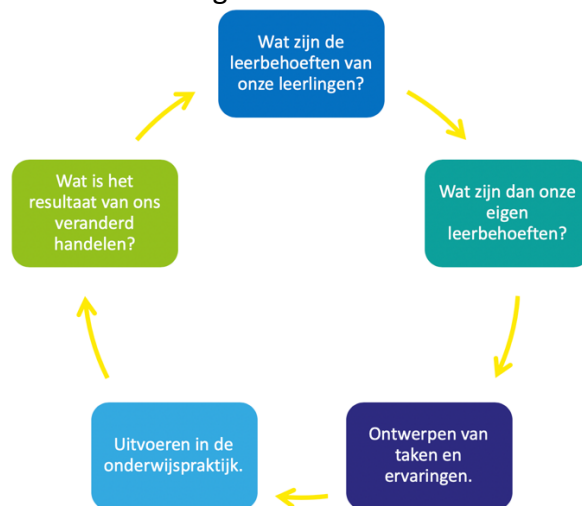 Wat zijn de
leerbehoeften van
onze leerlingen?
Wat zijn dan onze
eigen
leerbehoeften?
Ontwerpen van
taken en
ervaringen.
Uitvoeren in de
onderwijspraktijk.
Wat is het
resultaat van ons
veranderd
handelen?